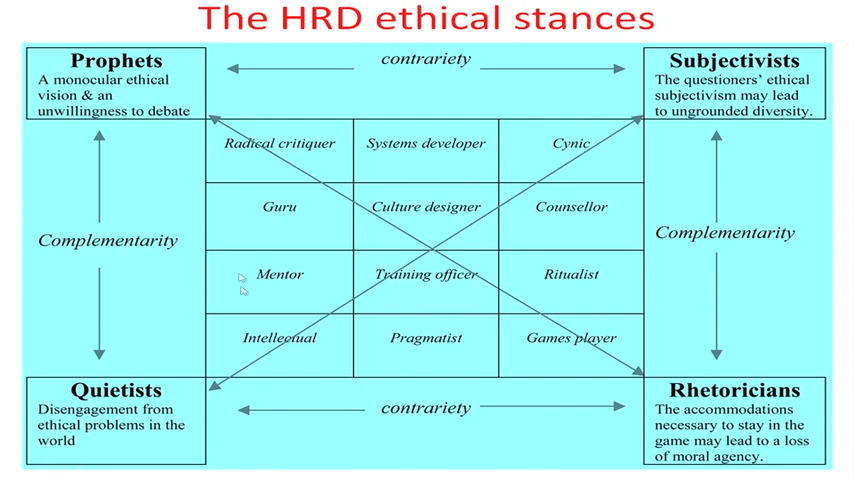 The HRD ethical stances
Prophets
A monocular ethical
vision & an
unwillingness to debate
contrariety
Subjectivists
The questioners' ethical
subjectivism may lead
to ungrounded diversity.
Radical critiquer
Systems developer
Cynic
Guru
Culture designer
Counsellor
Complementarity
Complementarity
Mentor
Training officer
Ritualist
Intellectual
Pragmatist
Games player
Quietists
Disengagement from
ethical problems in the
world
contrariety
Rhetoricians
The accommodations
necessary to stay in the
game may lead to a loss
of moral agency.